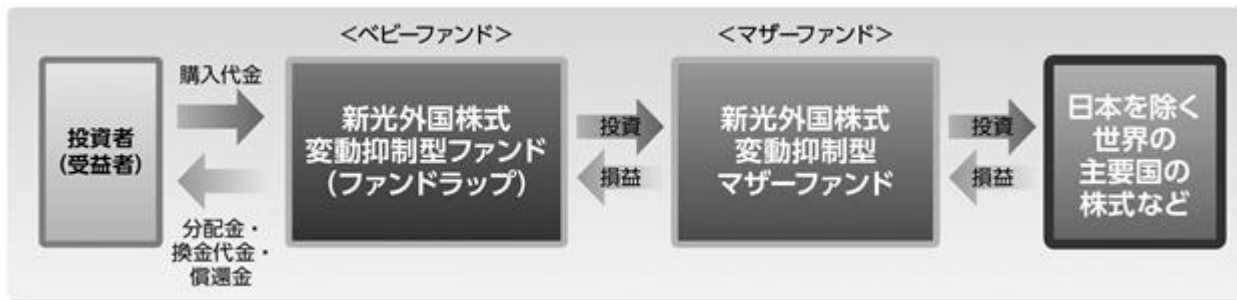 ＜ベビーファンド＞
＜マザーファンド＞
投資者
（受益者）
購入代金
分配金・
換金代金・
償還金
新光外国株式
変動抑制型ファンド
（ファンドラップ）
投資
損益
新光外国株式
変動抑制型
マザーファンド
投資
損益
日本を除く
世界の
主要国の
株式など